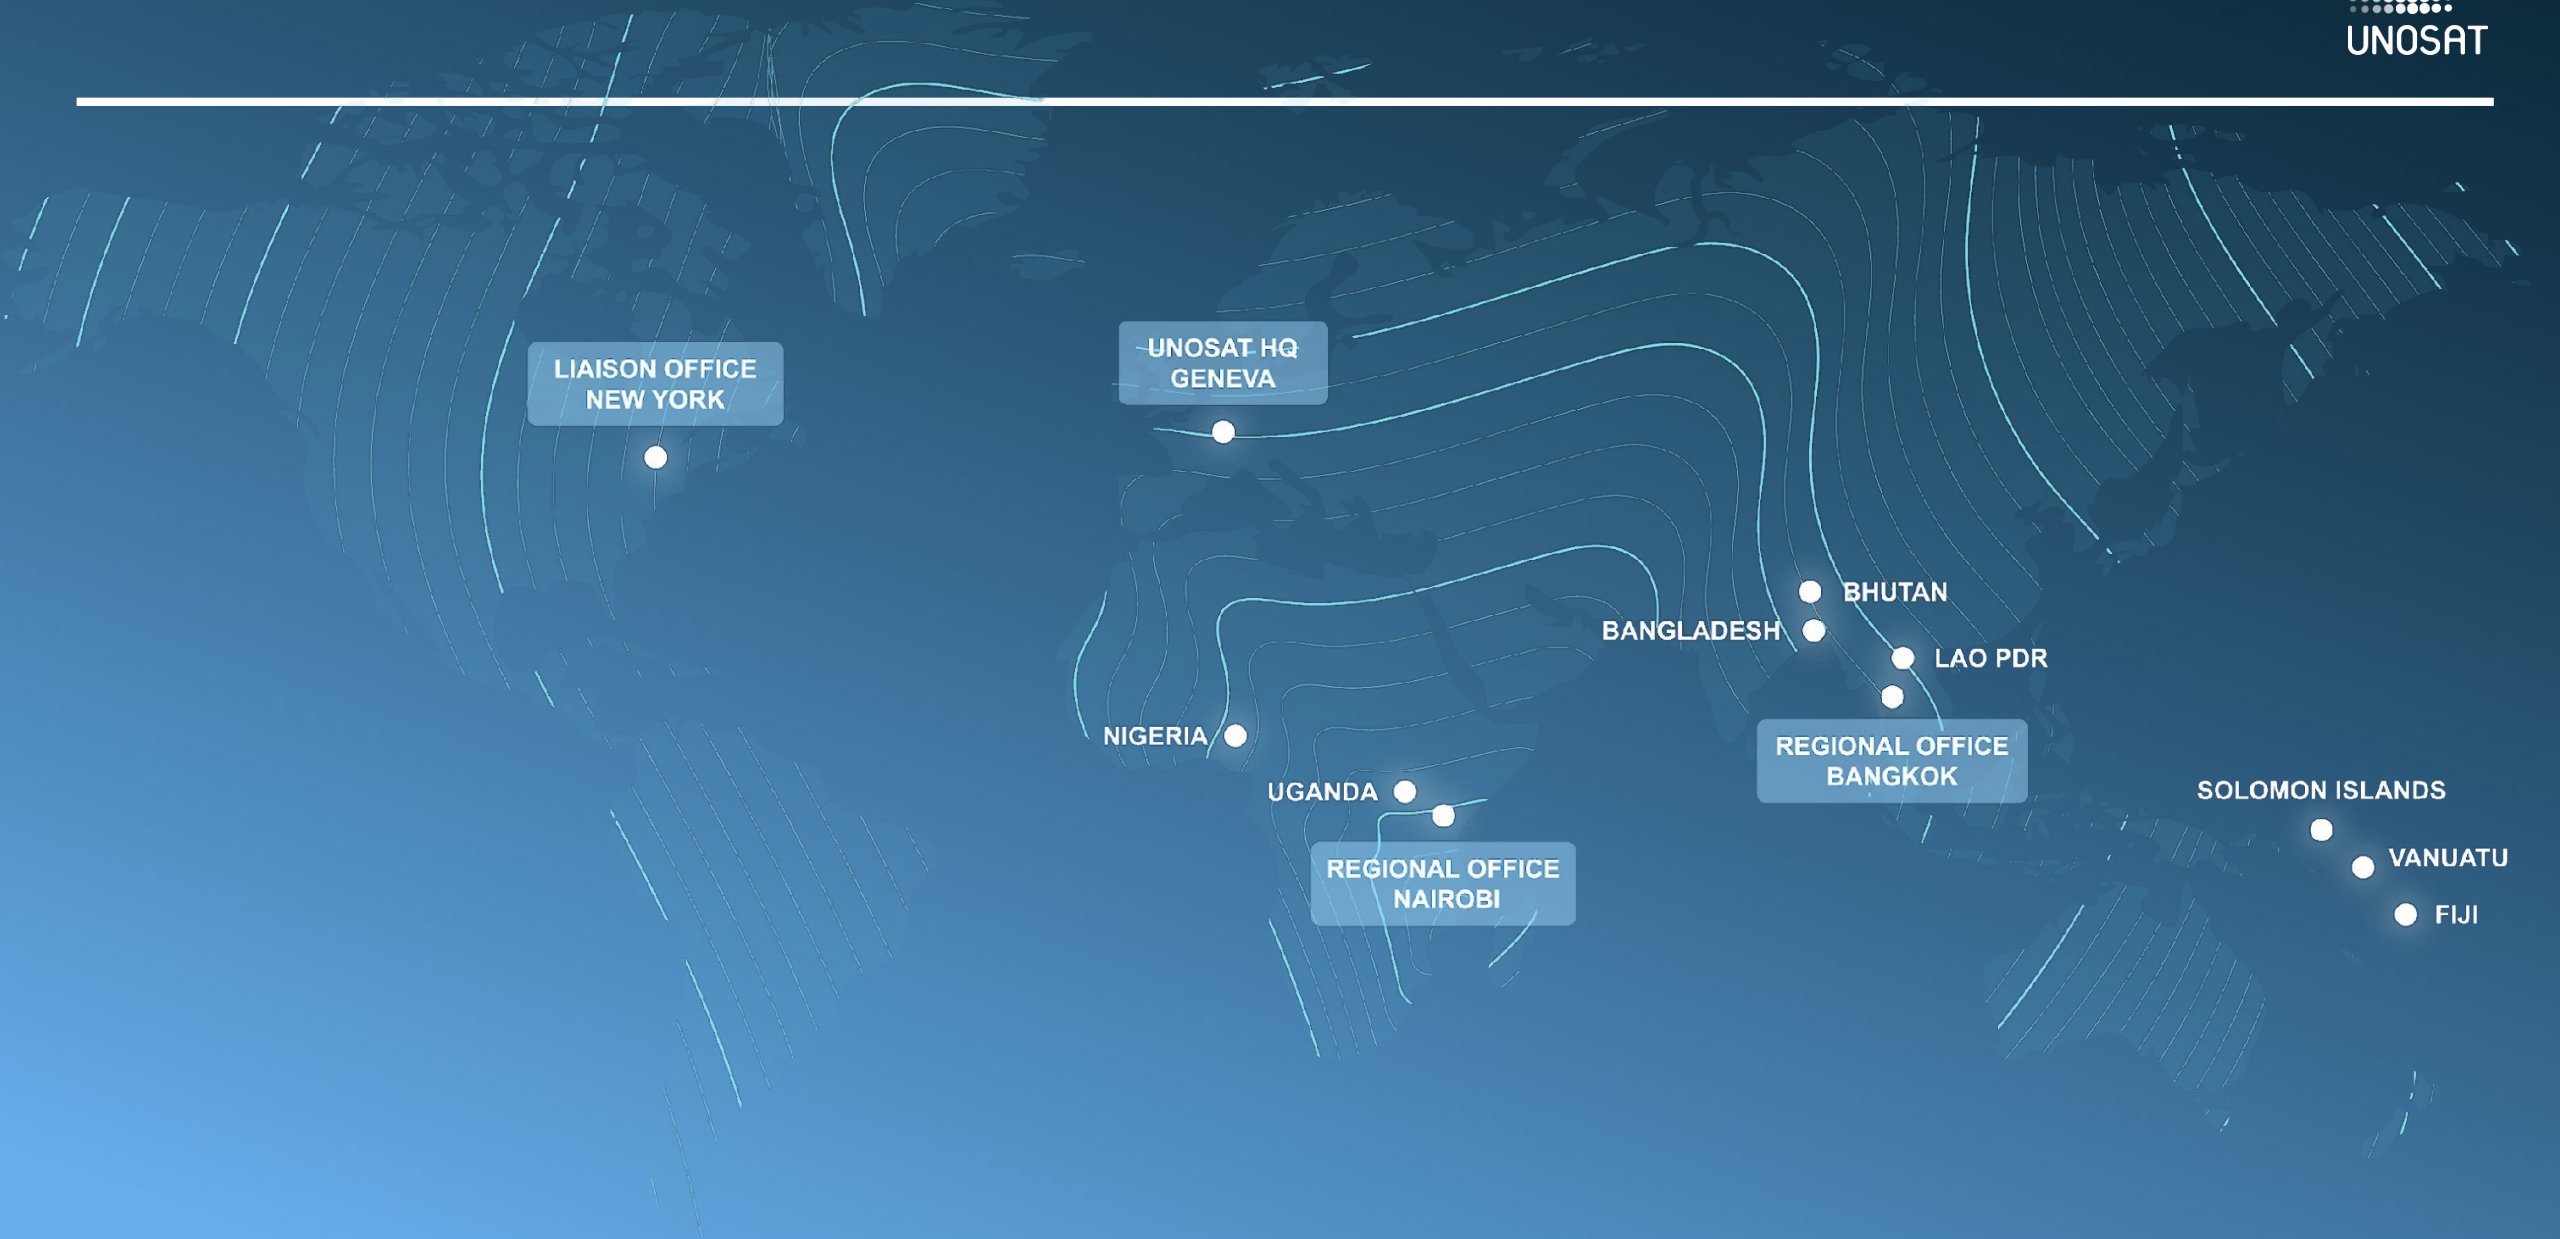 UNOSAT
LIAISON OFFICE
NEW YORK
UNOSAT HQ
GENEVA
BHUTAN
BANGLADESH
LAO PDR
NIGERIA
REGIONAL OFFICE
BANGKOK
UGANDA
SOLOMON ISLANDS
VANUATU
REGIONAL OFFICE
NAIROBI
FIJI